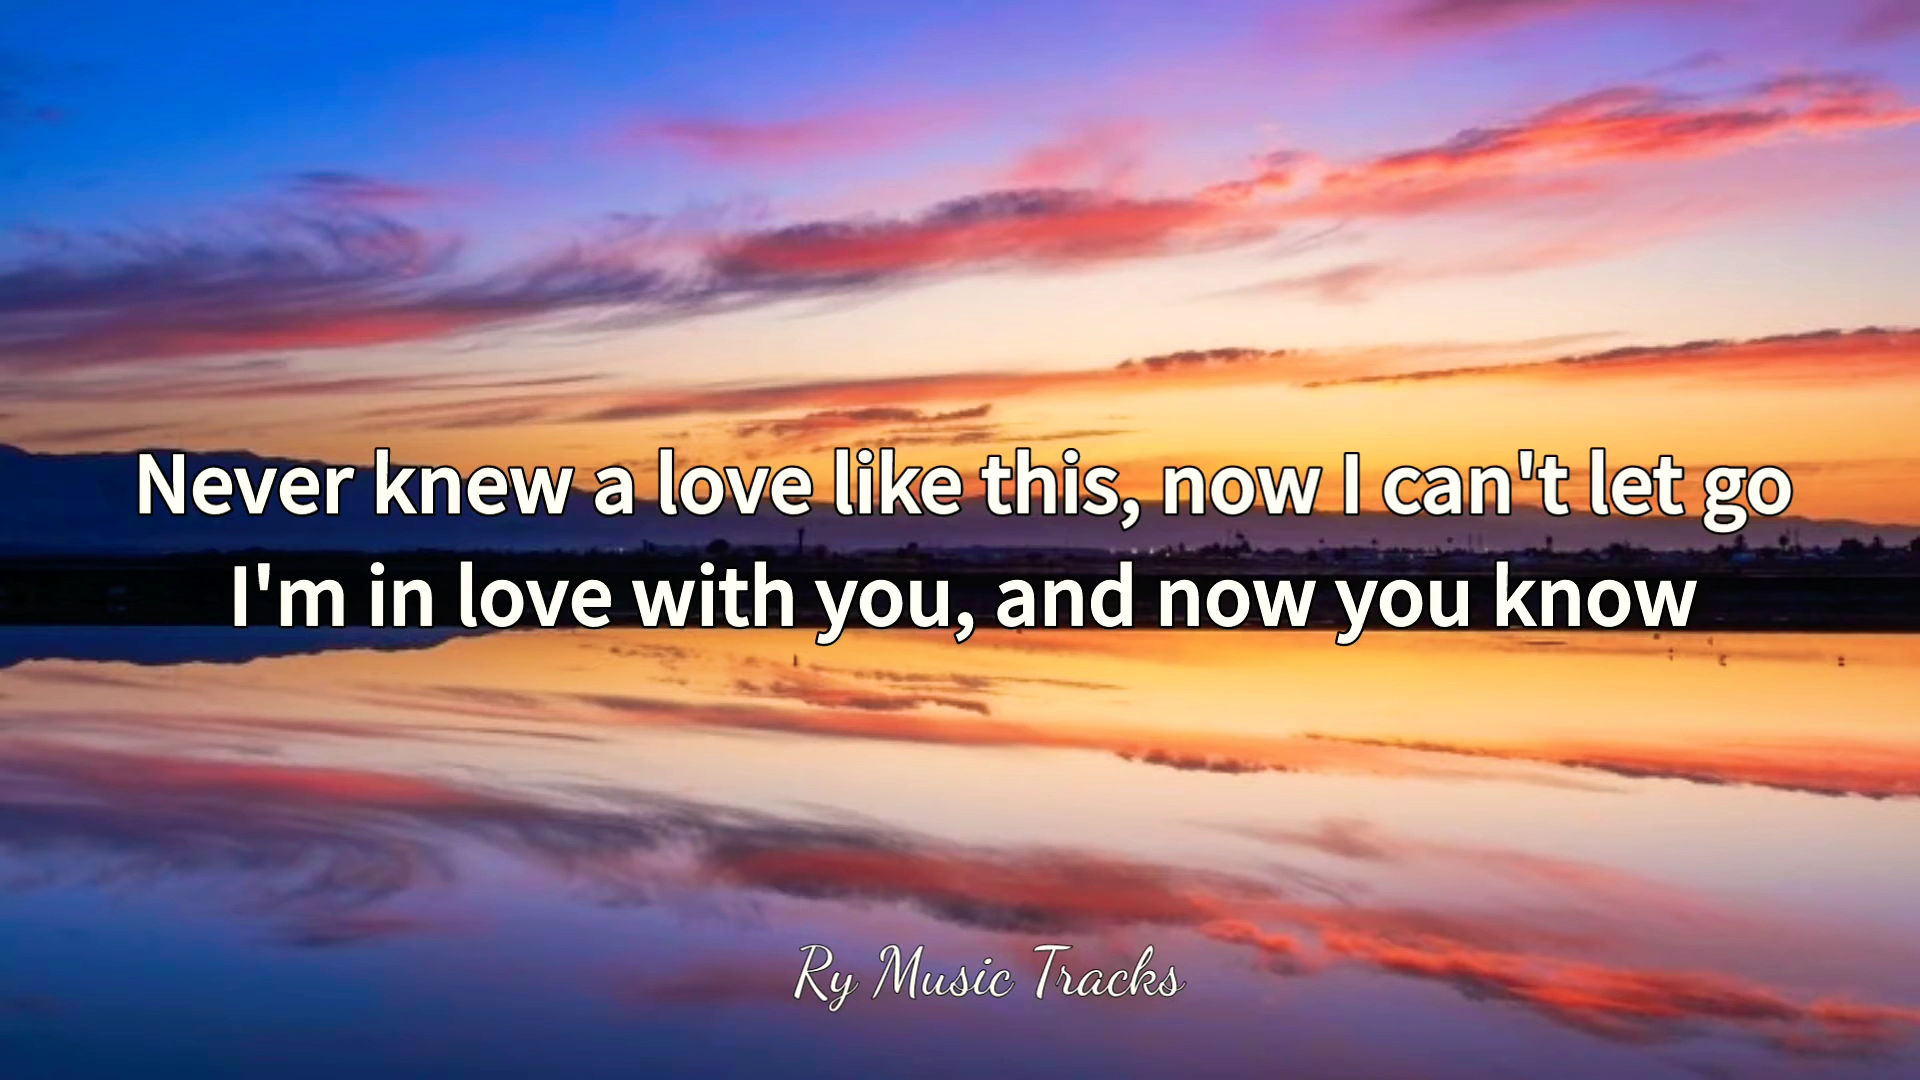 Never knew a love like this, now I can't let go
I'm in love with you, and now you know
Ry Music Tracks